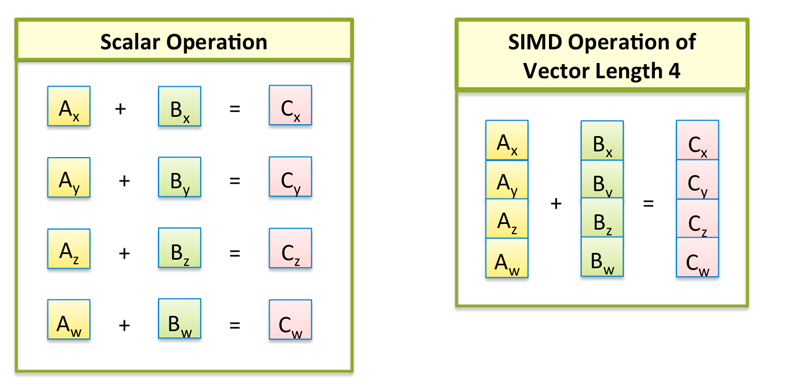 Scalar Operation
Ax + Bx = Cx
Ay + By = Cy
Az + Bz = Cz
Aw + Bw = Cw
SIMD Operation of
Vector Length 4
Ax Bx Cx
Ay By Cy
+ =
Az Bz Cz
Aw Bw Cw